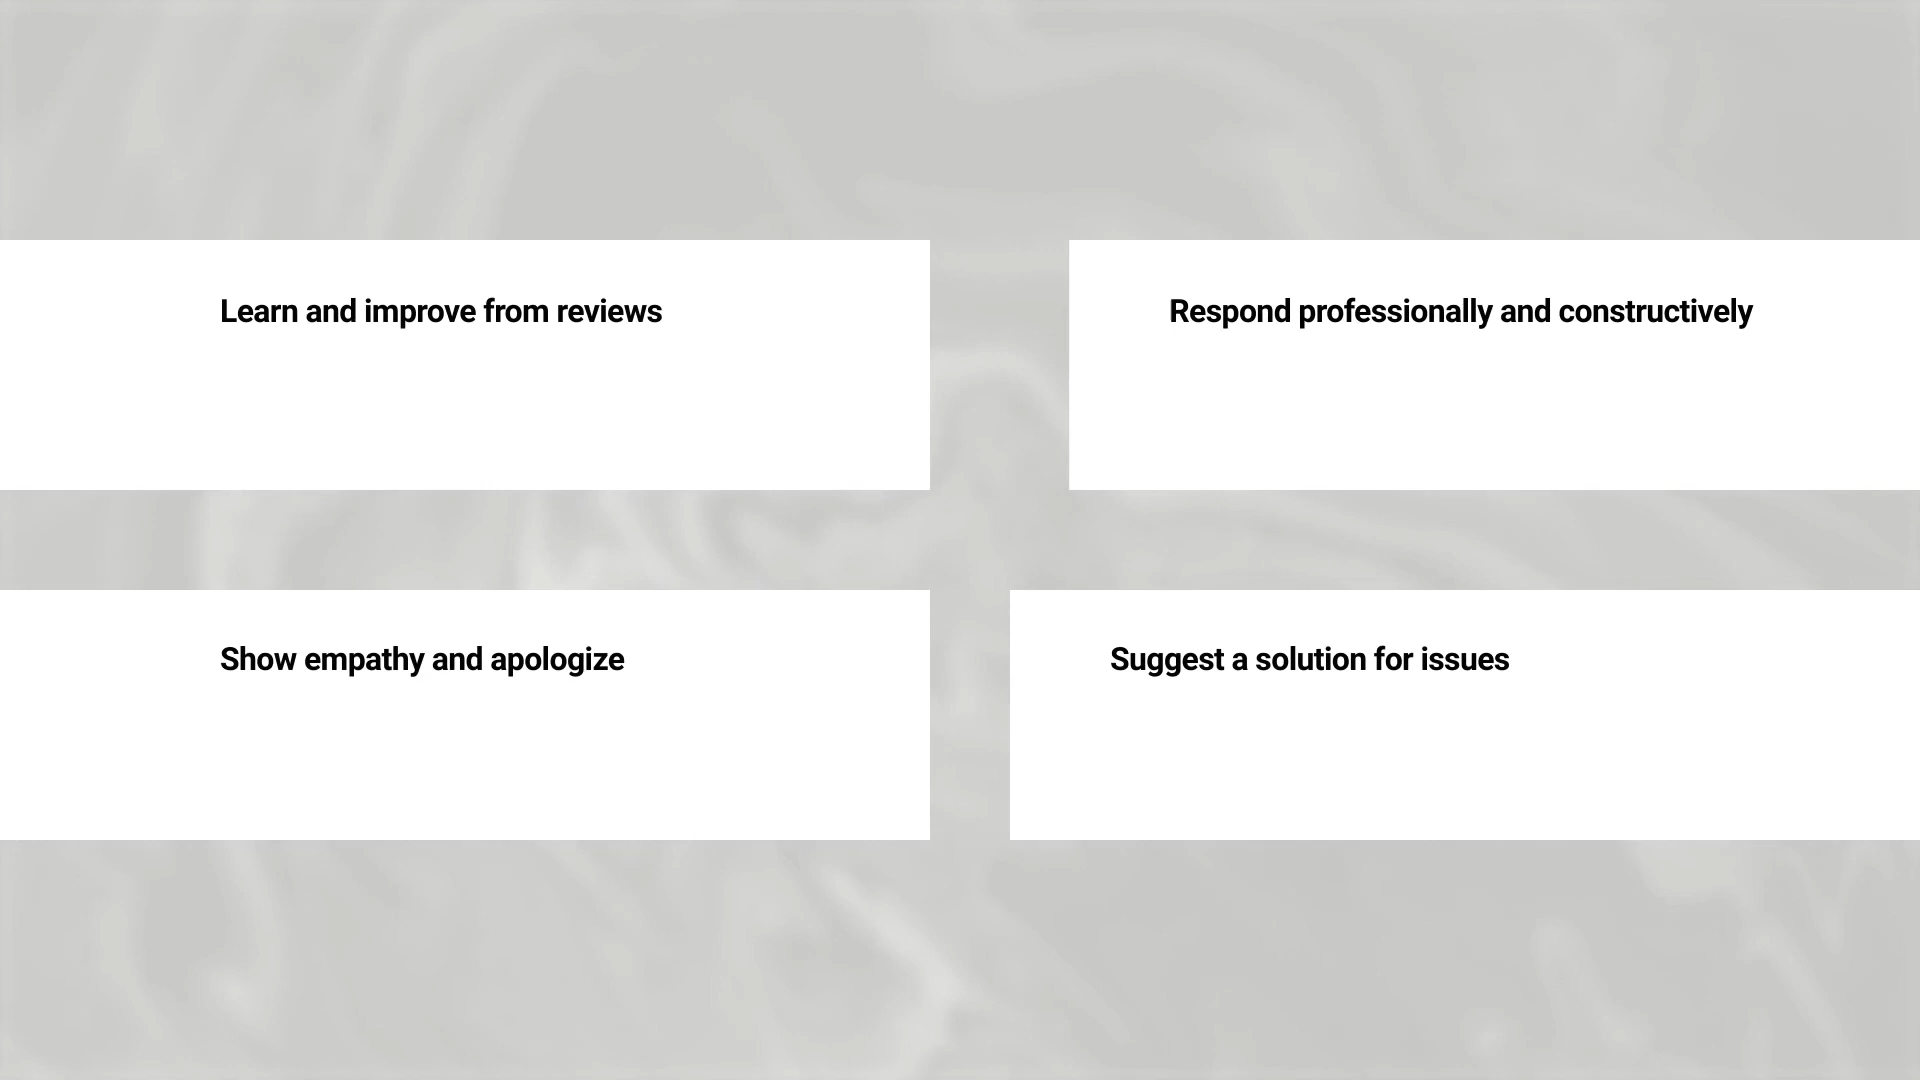 Learn and improve from reviews
Respond professionally and constructively
Show empathy and apologize
Suggest a solution for issues